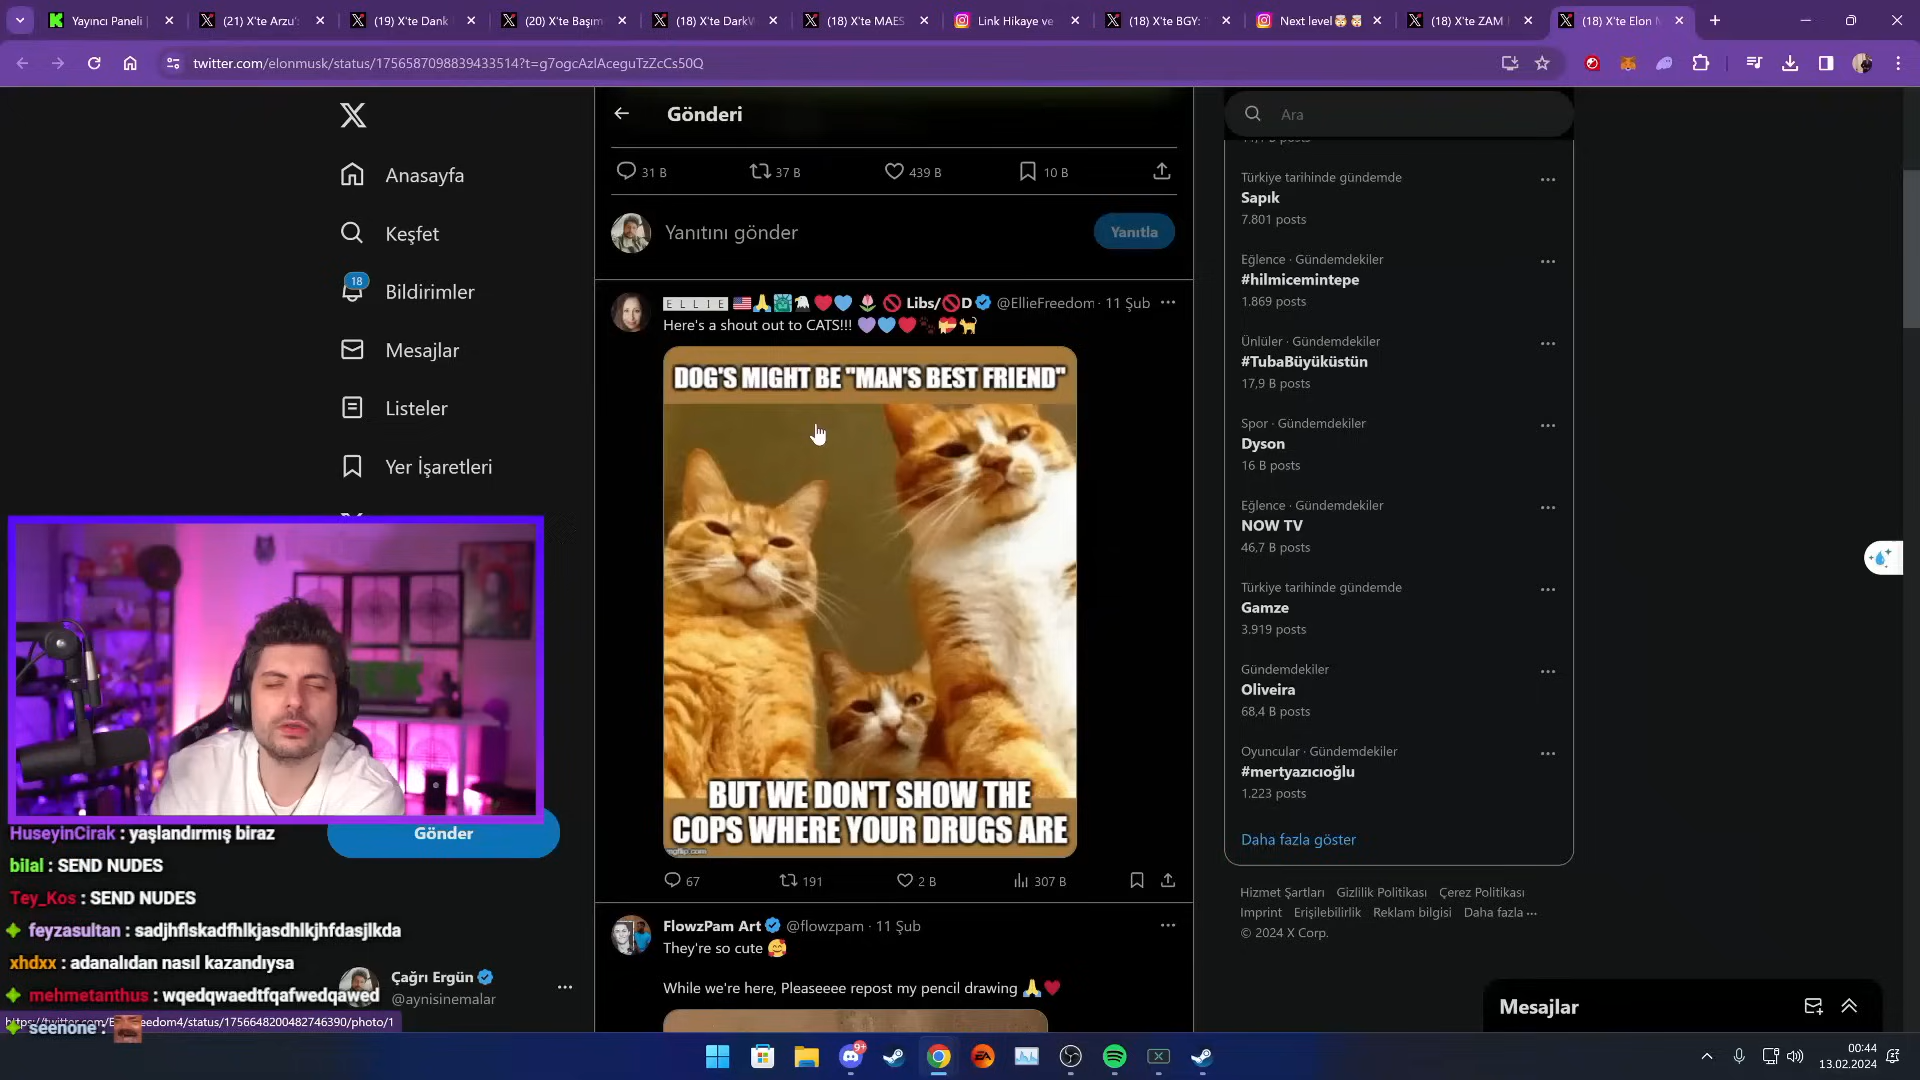 Yayıncı Paneli |
(21) X'te Arzu':
(19) X'te Dank
(20) X'te Başım
(18) X'te DarkW
(18) X'te MAES
Link Hikaye ve
(18) X'te BGY:
Next level
(18) X'te ZAM
(18) X'te Elon M
twitter.com/elonmusk/status/1756587098839433514?t=g7ogcAzlAceguTzZcCs50Q
Gönderi
31 B
37 B
439 B
10 B
Yanıtını gönder
Yanıtla
Anasayfa
Keşfet
18
Bildirimler
Mesajlar
Listeler
Yer İşaretleri
Gönder
Çağrı Ergün
@aynisinemalar
ELLIE Libs/ D @EllieFreedom · 11 Şub
Here's a shout out to CATS!!!
DOG'S MIGHT BE "MAN'S BEST FRIEND"
BUT WE DON'T SHOW THE
COPS WHERE YOUR DRUGS ARE
imgflip.com
67
191
2 B
307 B
FlowzPam Art @flowzpam · 11 Şub
They're so cute
While we're here, Pleaseeee repost my pencil drawing
Ara
Türkiye tarihinde gündemde
Sapık
7.801 posts
Eğlence · Gündemdekiler
#hilmicemintepe
1.869 posts
Ünlüler · Gündemdekiler
#TubaBüyüküstün
17,9 B posts
Spor · Gündemdekiler
Dyson
16 B posts
Eğlence · Gündemdekiler
NOW TV
46,7 B posts
Türkiye tarihinde gündemde
Gamze
3.919 posts
Gündemdekiler
Oliveira
68,4 B posts
Oyuncular · Gündemdekiler
#mertyazıcıoğlu
1.223 posts
Daha fazla göster
Hizmet Şartları Gizlilik Politikası Çerez Politikası
Imprint Erişilebilirlik Reklam bilgisi Daha fazla ···
© 2024 X Corp.
Mesajlar
HuseyinCirak : yaşlandırmış biraz
bilal : SEND NUDES
Tey_Kos : SEND NUDES
feyzasultan : sadjhflskadfhlkjasdhlkjhfdasjlkda
xhdxx : adanalıdan nasıl kazandıysa
mehmetanthus : wqedqwaedtfqafwedqawed
seenone :
9+
00:44
13.02.2024